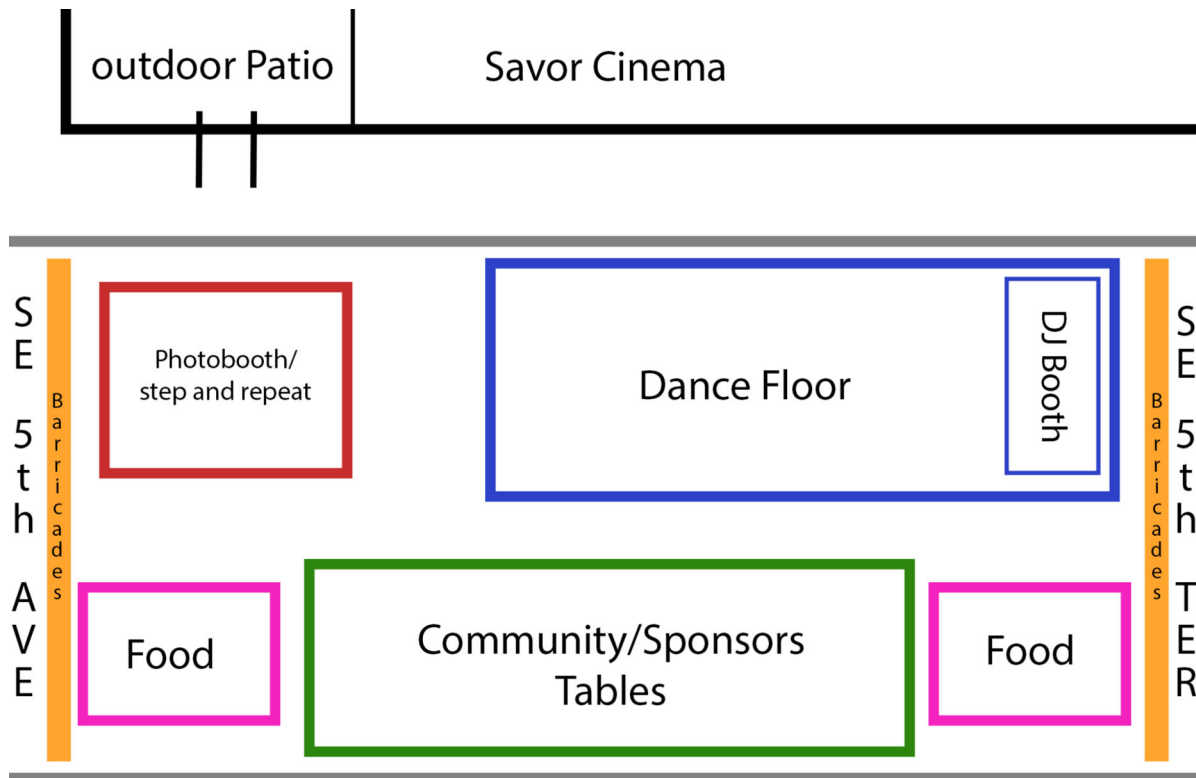 outdoor Patio
Savor Cinema
SE 5th AVE
Barricades
Photobooth/
step and repeat
Dance Floor
DJ Booth
Barricades
SE 5th TER
Food
Community/Sponsors
Tables
Food